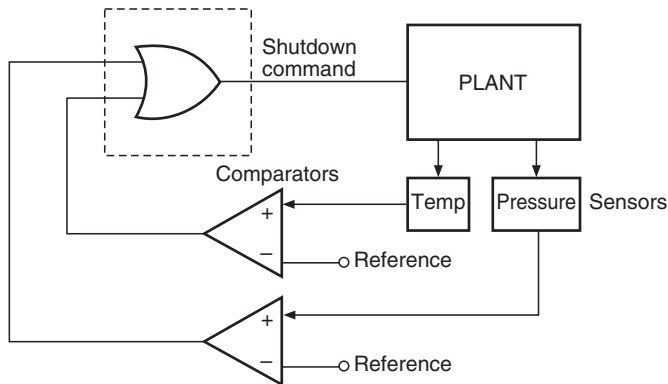 Shutdown
command
PLANT
Comparators
Temp
Pressure
Sensors
+
–
Reference
+
–
Reference